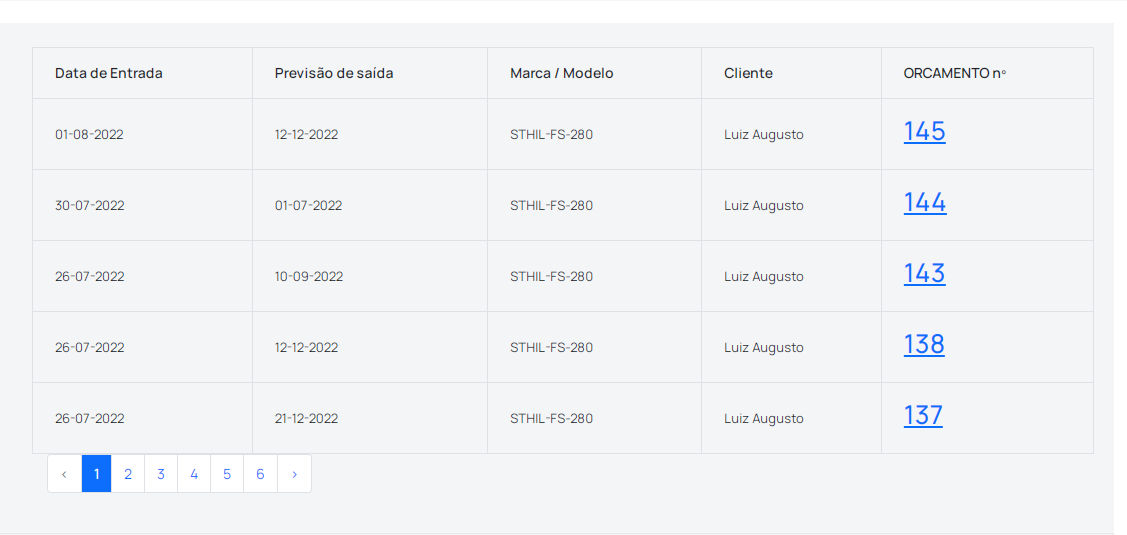 Data de Entrada Previsão de saída Marca / Modelo Cliente ORCAMENTO nº
01-08-2022 12-12-2022 STHIL-FS-280 Luiz Augusto 145
30-07-2022 01-07-2022 STHIL-FS-280 Luiz Augusto 144
26-07-2022 10-09-2022 STHIL-FS-280 Luiz Augusto 143
26-07-2022 12-12-2022 STHIL-FS-280 Luiz Augusto 138
26-07-2022 21-12-2022 STHIL-FS-280 Luiz Augusto 137
‹ 1 2 3 4 5 6 ›